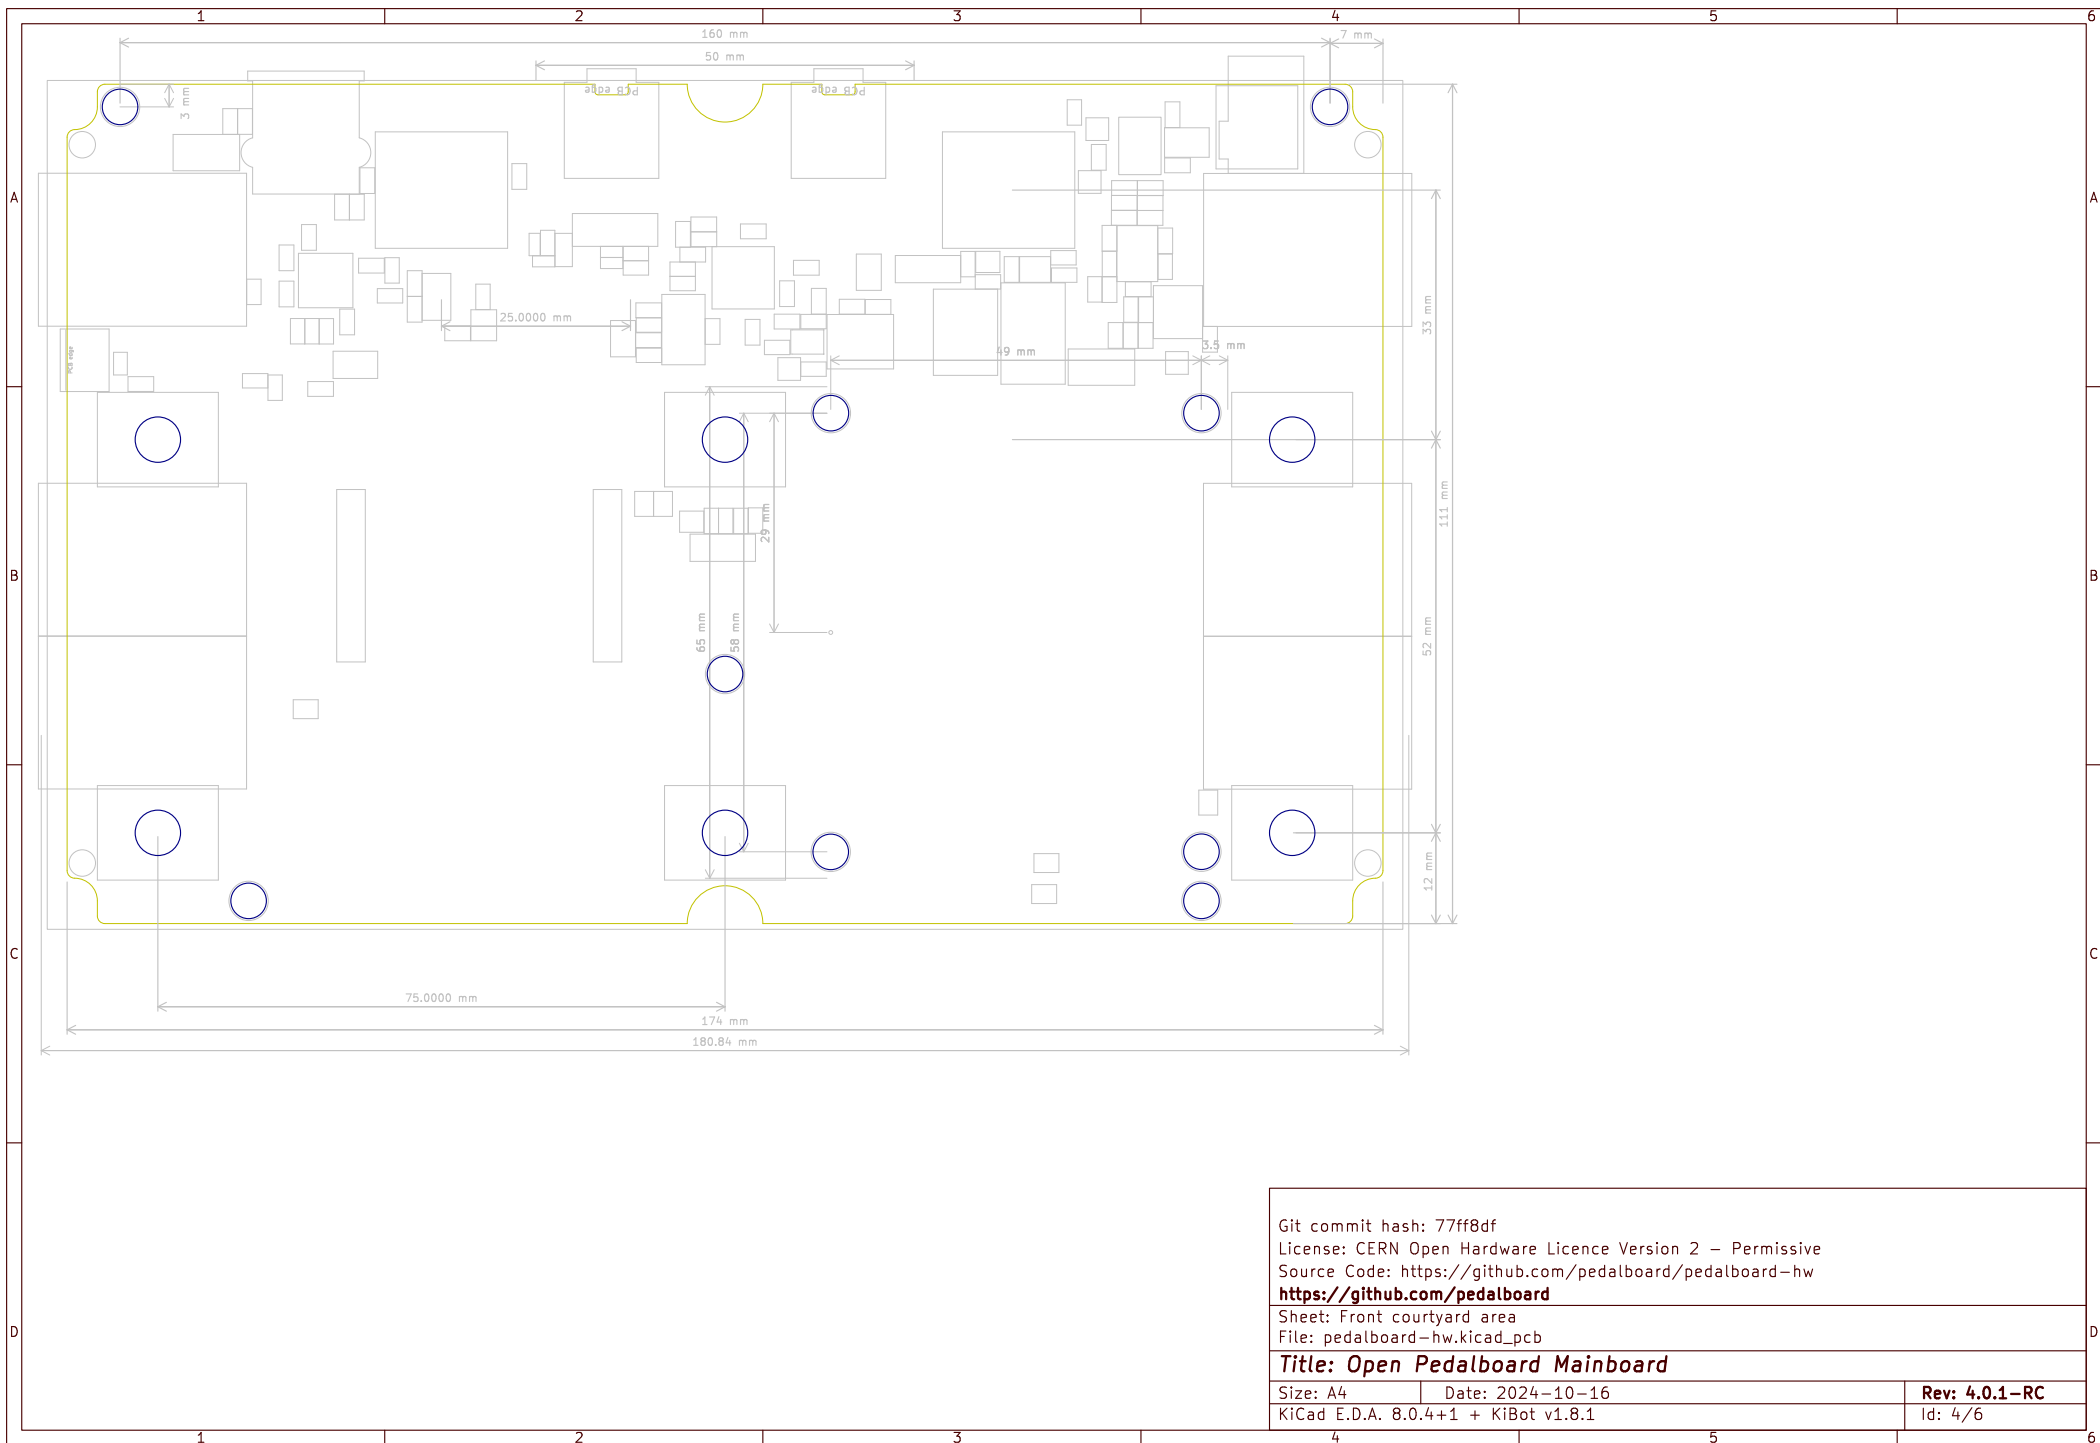 1 2 3 4 5 6
160 mm
7 mm
50 mm
3 mm
PCB edge
PCB edge
A
A
33 mm
25.0000 mm
3.5 mm
49 mm
PCB edge
111 mm
29 mm
B
B
65 mm
58 mm
52 mm
12 mm
C
C
75.0000 mm
174 mm
180.84 mm
Git commit hash: 77ff8df
License: CERN Open Hardware Licence Version 2 - Permissive
Source Code: https://github.com/pedalboard/pedalboard-hw
https://github.com/pedalboard
Sheet: Front courtyard area
File: pedalboard-hw.kicad_pcb
D
D
Title: Open Pedalboard Mainboard
Size: A4 Date: 2024-10-16 Rev: 4.0.1-RC
KiCad E.D.A. 8.0.4+1 + KiBot v1.8.1 Id: 4/6
1 2 3 4 5 6